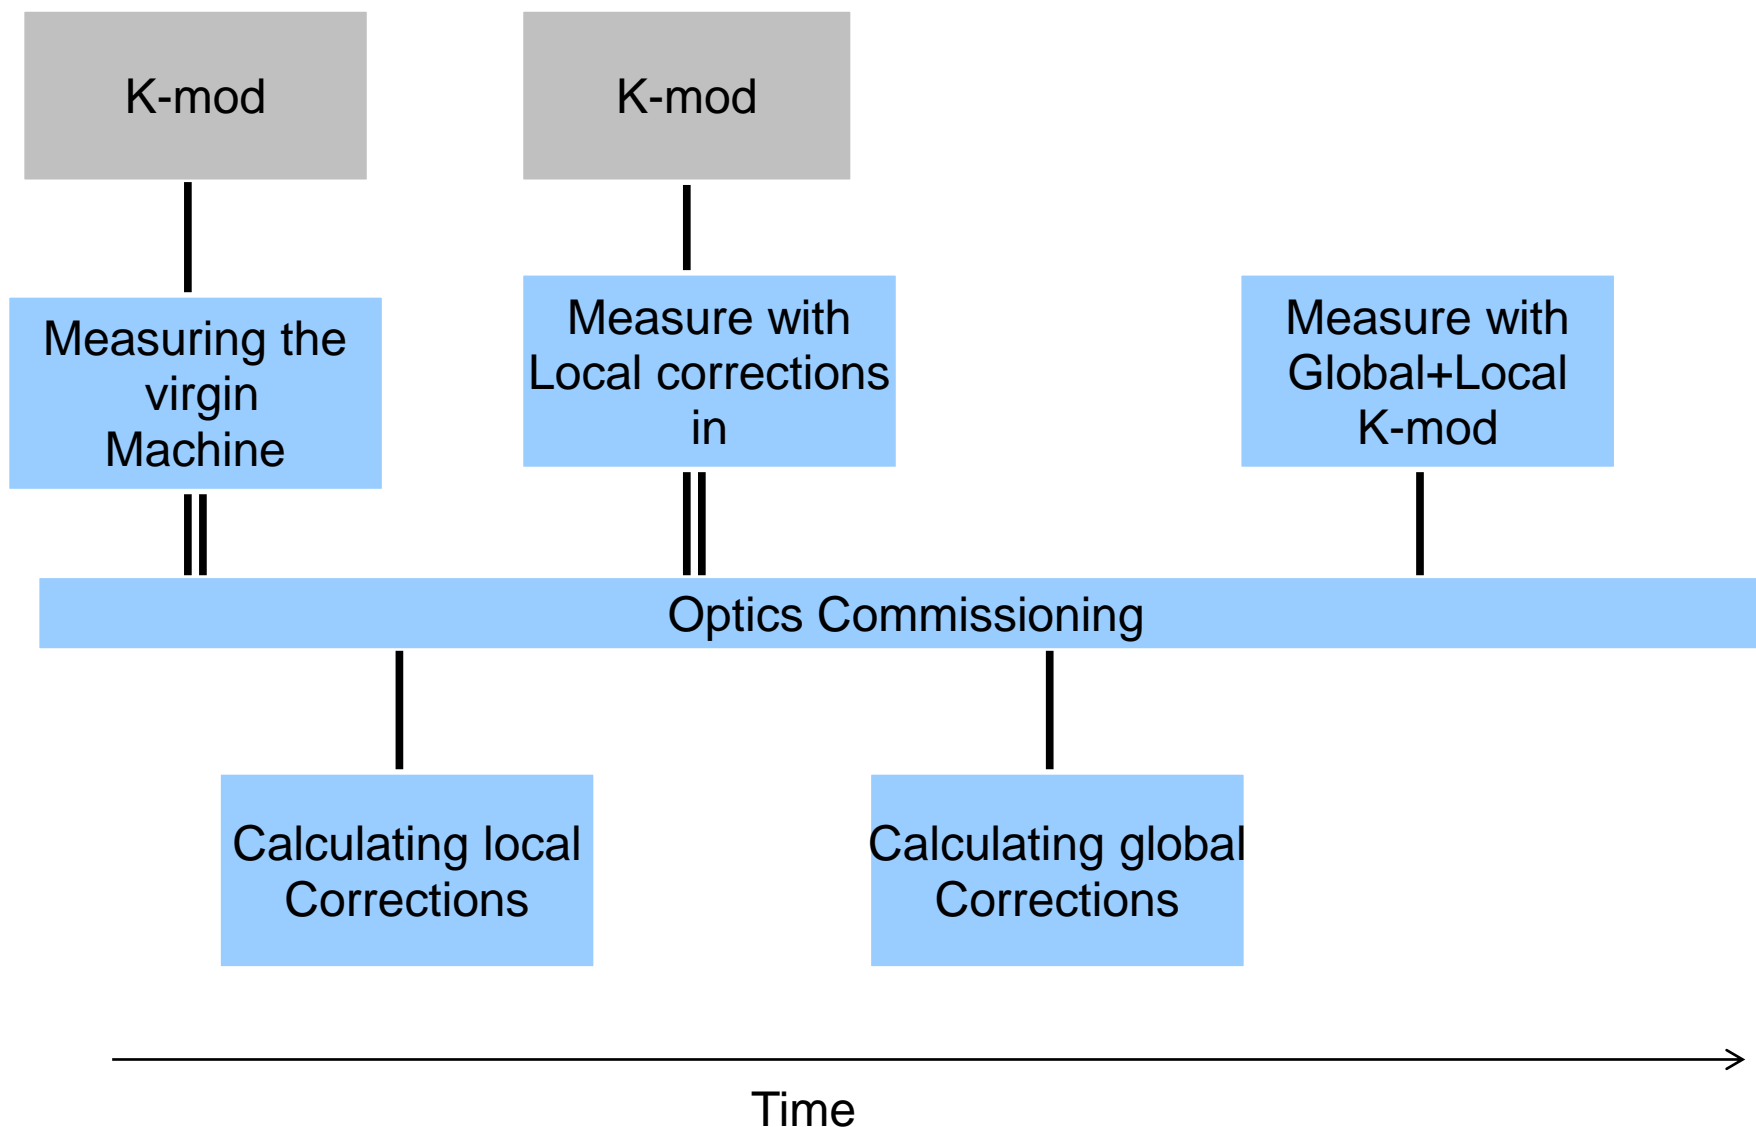 K-mod
K-mod
Measuring the
virgin
Machine
Measure with
Local corrections
in
Measure with
Global+Local
K-mod
Optics Commissioning
Calculating local
Corrections
Calculating global
Corrections
Time